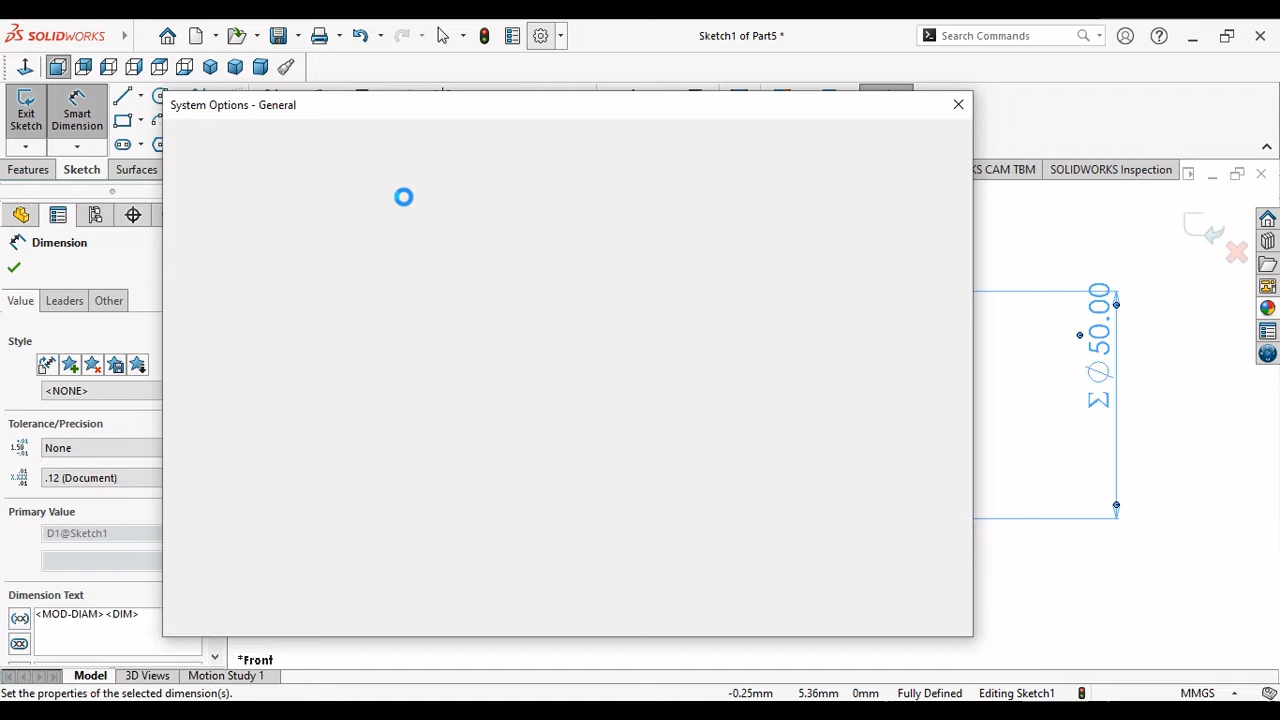 SOLIDWORKS
Sketch1 of Part5 *
Search Commands
System Options - General
Exit Sketch
Smart Dimension
Features
Sketch
Surfaces
KS CAM TBM
SOLIDWORKS Inspection
Dimension
Value
Leaders
Other
Style
<NONE>
Tolerance/Precision
None
.12 (Document)
Primary Value
D1@Sketch1
Dimension Text
<MOD-DIAM><DIM>
Σ ∅ 50.00
*Front
Model
3D Views
Motion Study 1
Set the properties of the selected dimension(s).
-0.25mm
5.36mm
0mm
Fully Defined
Editing Sketch1
MMGS